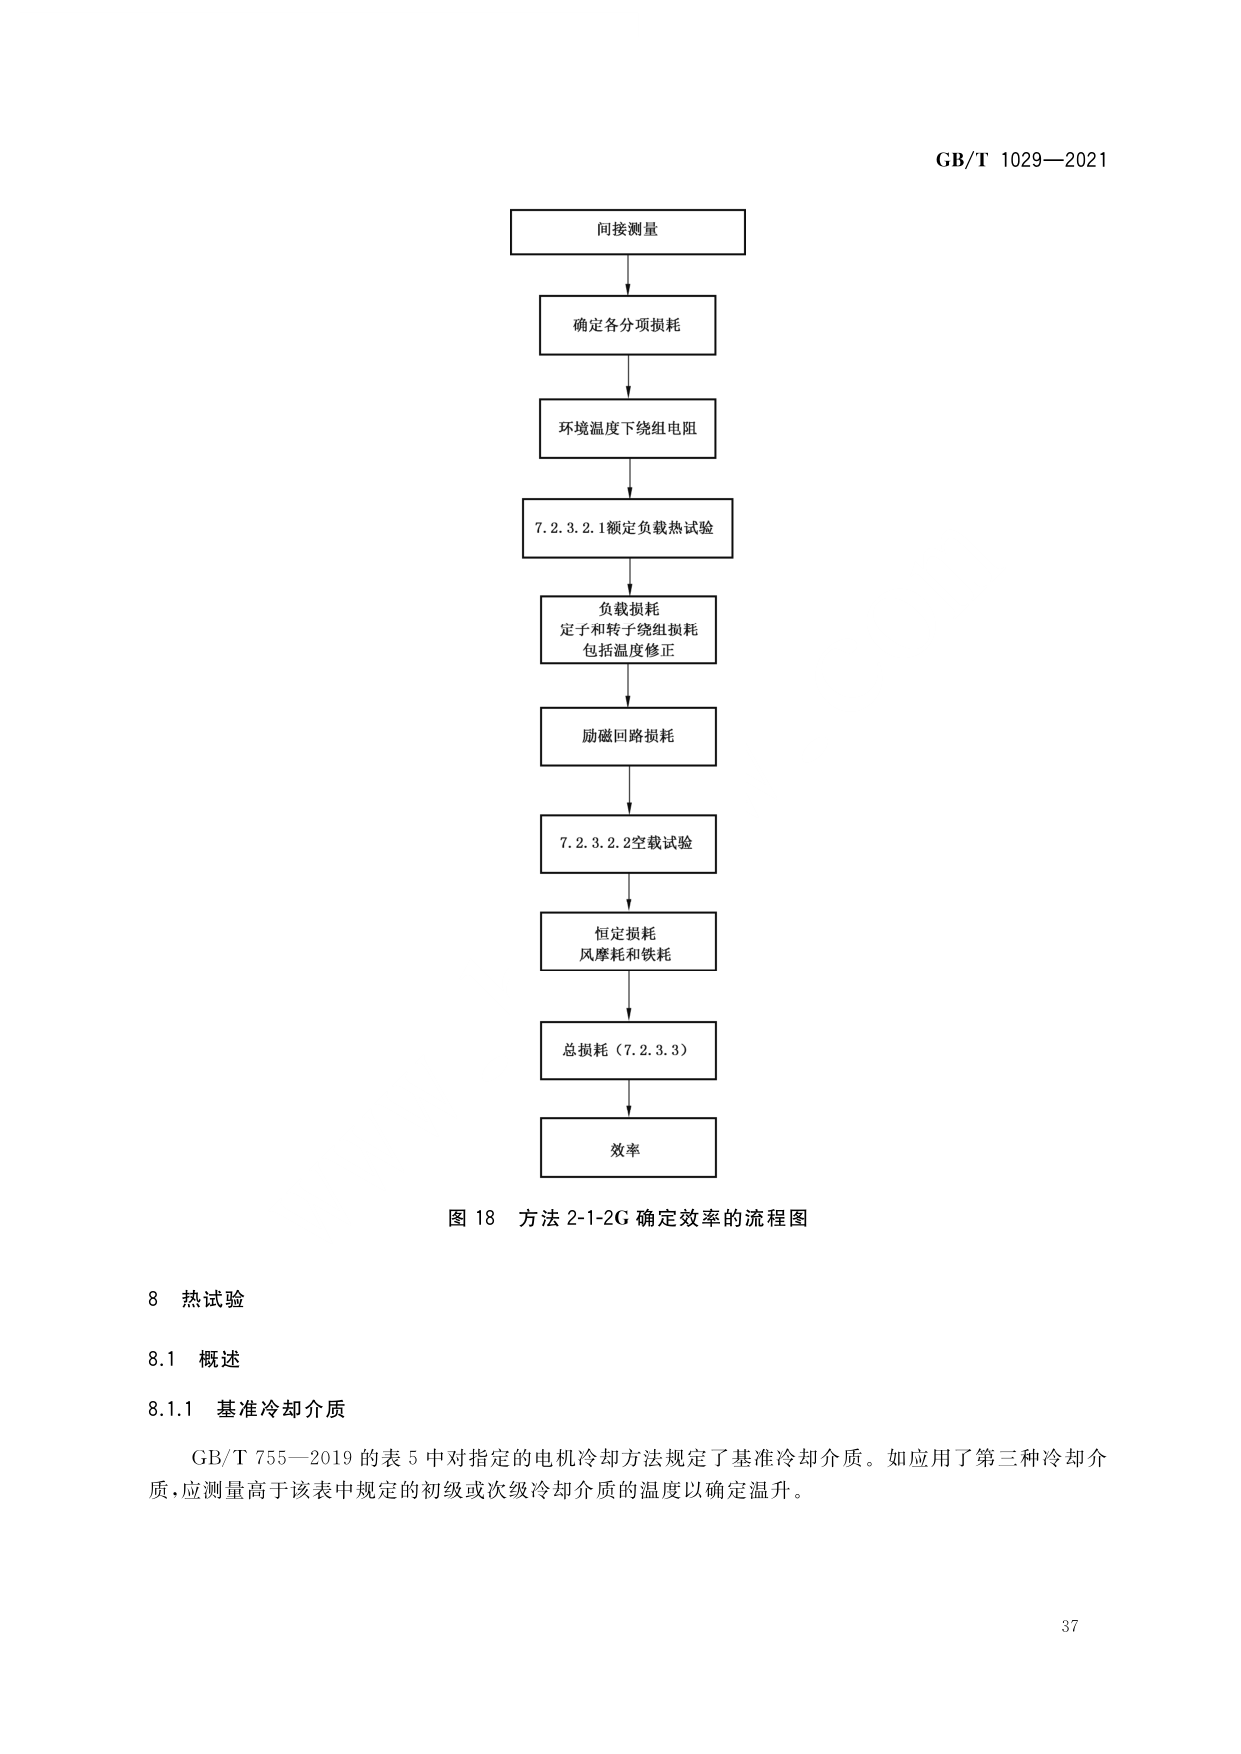 GB/T 1029—2021
间接测量
确定各分项损耗
环境温度下绕组电阻
7.2.3.2.1额定负载热试验
负载损耗
定子和转子绕组损耗
包括温度修正
励磁回路损耗
7.2.3.2.2空载试验
恒定损耗
风摩耗和铁耗
总损耗（7.2.3.3）
效率
图 18 方法 2-1-2G 确定效率的流程图
8 热试验
8.1 概述
8.1.1 基准冷却介质
GB/T 755—2019 的表 5 中对指定的电机冷却方法规定了基准冷却介质。如应用了第三种冷却介
质,应测量高于该表中规定的初级或次级冷却介质的温度以确定温升。
37